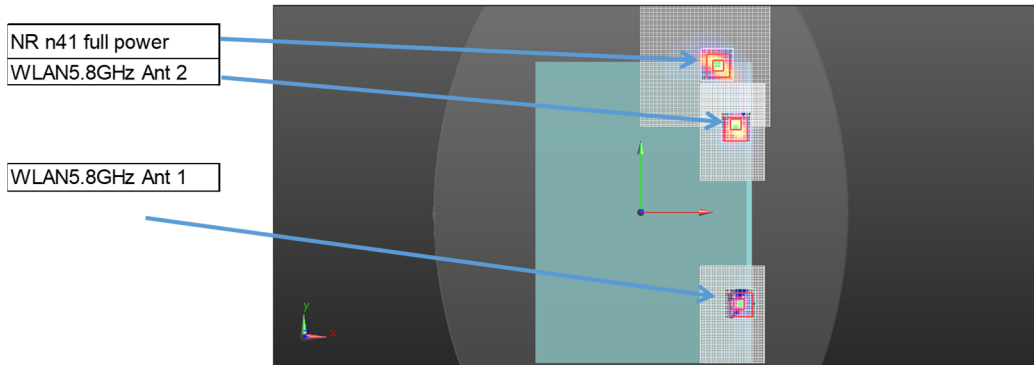 NR n41 full power
WLAN5.8GHz Ant 2
WLAN5.8GHz Ant 1
y
x